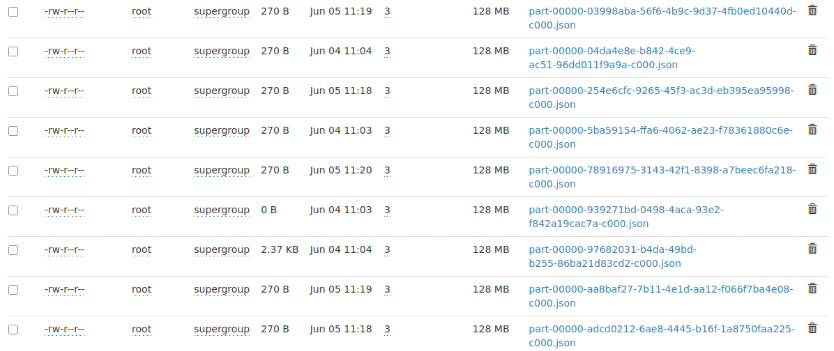 -rw-r--r-- root supergroup 270 B Jun 05 11:19 3 128 MB part-00000-03998aba-56f6-4b9c-9d37-4fb0ed10440d-
c000.json
-rw-r--r-- root supergroup 270 B Jun 04 11:04 3 128 MB part-00000-04da4e8e-b842-4ce9-
ac51-96dd011f9a9a-c000.json
-rw-r--r-- root supergroup 270 B Jun 05 11:18 3 128 MB part-00000-254e6cfc-9265-45f3-ac3d-eb395ea95998-
c000.json
-rw-r--r-- root supergroup 270 B Jun 04 11:03 3 128 MB part-00000-5ba59154-ffa6-4062-ae23-f78361880c6e-
c000.json
-rw-r--r-- root supergroup 270 B Jun 05 11:20 3 128 MB part-00000-78916975-3143-42f1-8398-a7beec6fa218-
c000.json
-rw-r--r-- root supergroup 0 B Jun 04 11:03 3 128 MB part-00000-939271bd-0498-4aca-93e2-
f842a19cac7a-c000.json
-rw-r--r-- root supergroup 2.37 KB Jun 04 11:04 3 128 MB part-00000-97682031-b4da-49bd-
b255-86ba21d83cd2-c000.json
-rw-r--r-- root supergroup 270 B Jun 05 11:19 3 128 MB part-00000-aa8baf27-7b11-4e1d-aa12-f066f7ba4e08-
c000.json
-rw-r--r-- root supergroup 270 B Jun 05 11:18 3 128 MB part-00000-adcd0212-6ae8-4445-b16f-1a8750faa225-
c000.json